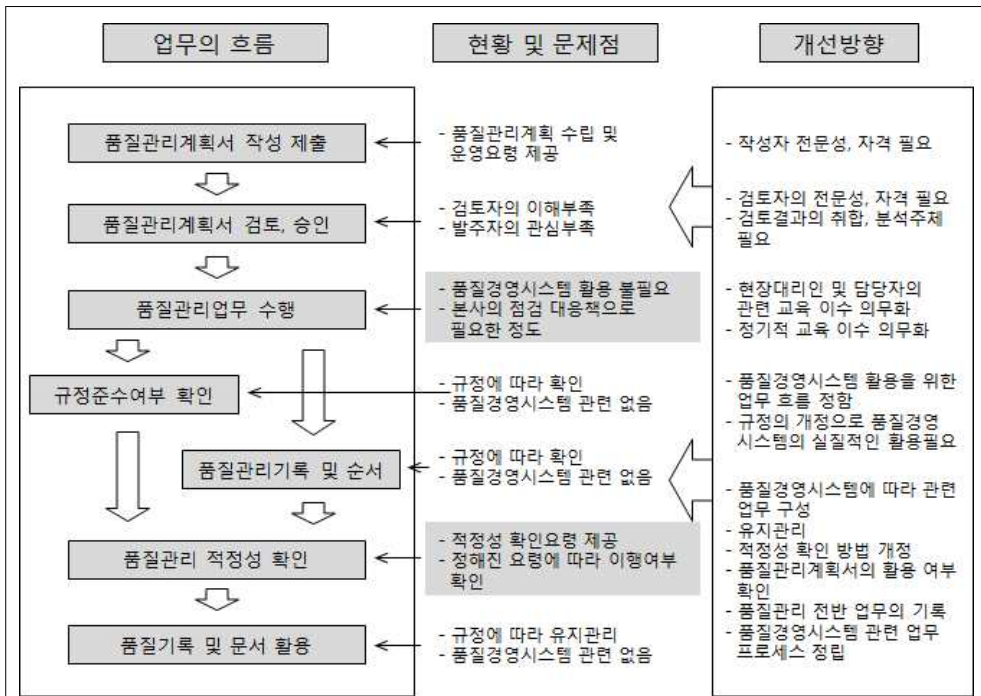 업무의 흐름
현황 및 문제점
개선방향
품질관리계획서 작성 제출
품질관리계획서 검토, 승인
품질관리업무 수행
규정준수여부 확인
품질관리기록 및 순서
품질관리 적정성 확인
품질기록 및 문서 활용
- 품질관리계획 수립 및
운영요령 제공
- 검토자의 이해부족
- 발주자의 관심부족
- 품질경영시스템 활용 불필요
- 본사의 점검 대응책으로
필요한 정도
- 규정에 따라 확인
- 품질경영시스템 관련 없음
- 규정에 따라 확인
- 품질경영시스템 관련 없음
- 적정성 확인요령 제공
- 정해진 요령에 따라 이행여부
확인
- 규정에 따라 유지관리
- 품질경영시스템 관련 없음
- 작성자 전문성, 자격 필요
- 검토자의 전문성, 자격 필요
- 검토결과의 취합, 분석주체
필요
- 현장대리인 및 담당자의
관련 교육 이수 의무화
- 정기적 교육 이수 의무화
- 품질경영시스템 활용을 위한
업무 흐름 정함
- 규정의 개정으로 품질경영
시스템의 실질적인 활용필요
- 품질경영시스템에 따라 관련
업무 구성
- 유지관리
- 적정성 확인 방법 개정
- 품질관리계획서의 활용 여부
확인
- 품질관리 전반 업무의 기록
- 품질경영시스템 관련 업무
프로세스 정립